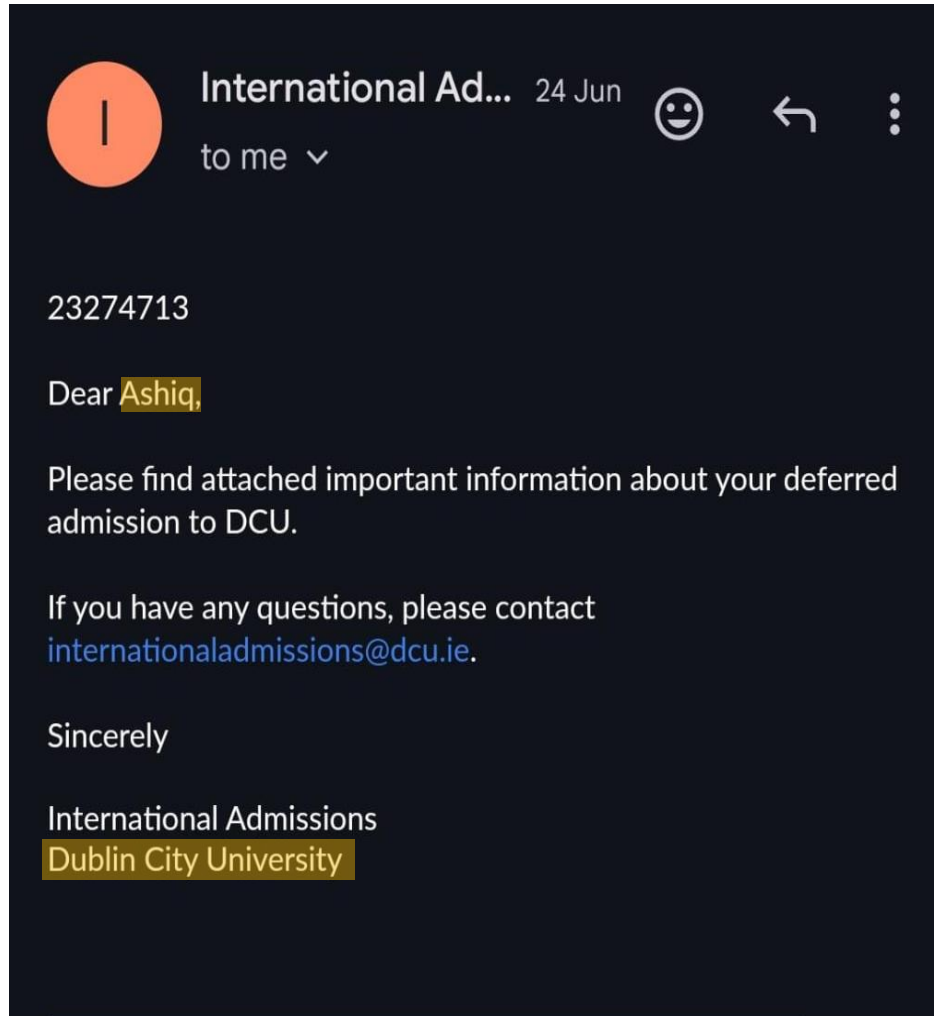 International Ad... 24 Jun
I
to me
23274713
Dear Ashiq,
Please find attached important information about your deferred
admission to DCU.
If you have any questions, please contact
internationaladmissions@dcu.ie.
Sincerely
International Admissions
Dublin City University